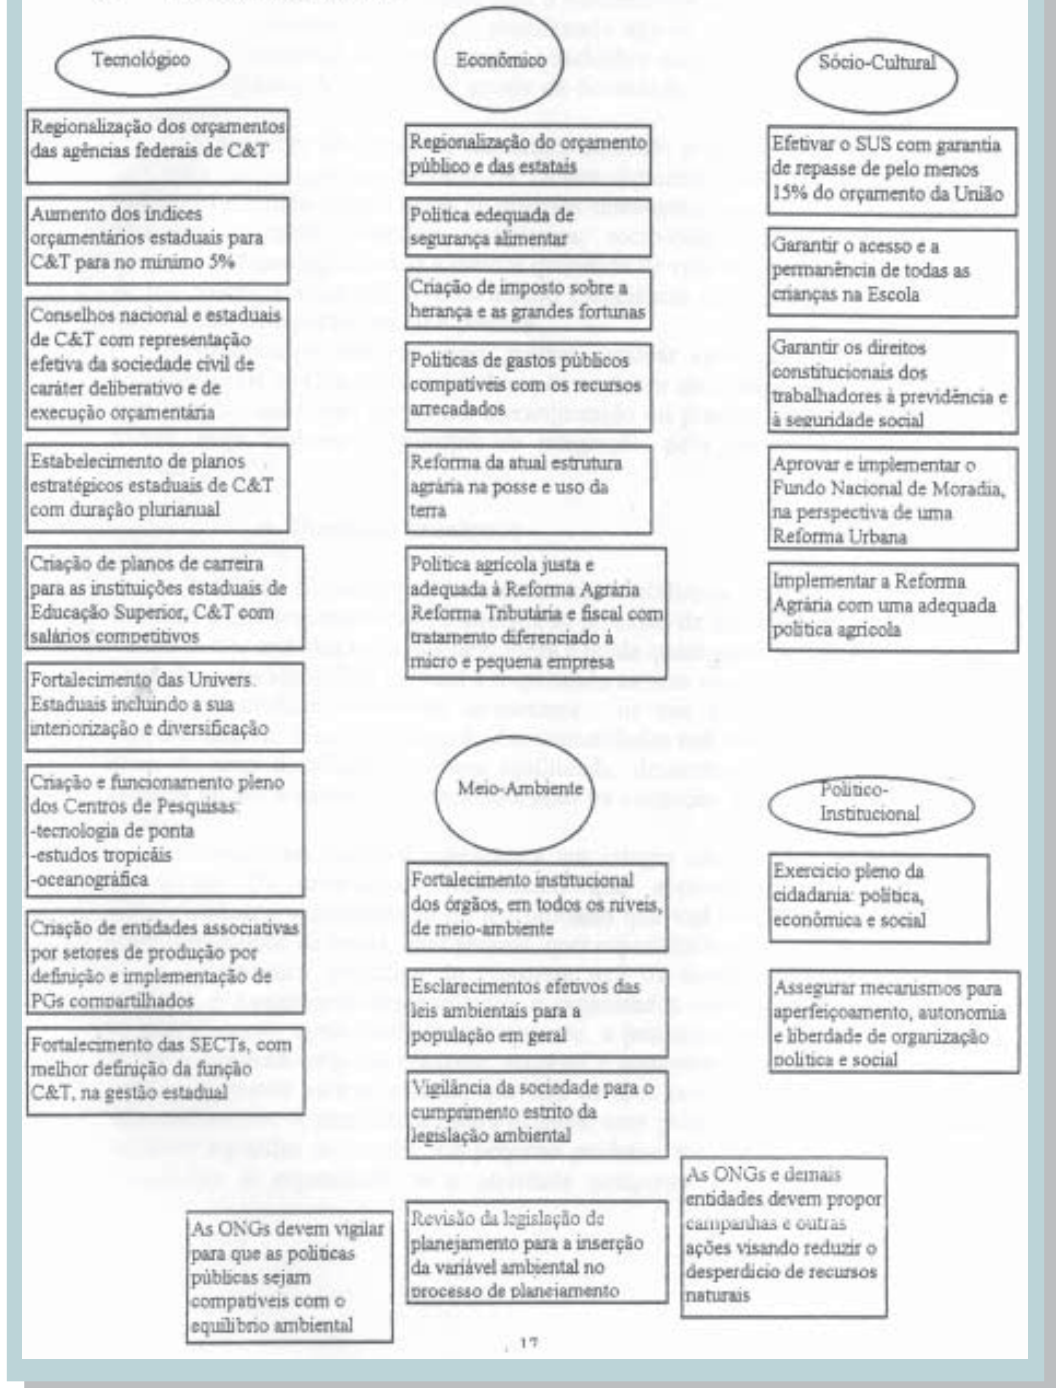 Tecnológico
Regionalização dos orçamentos
das agências federais de C&T
Aumento dos índices
orçamentários estaduais para
C&T para no mínimo 5%
Conselhos nacional e estaduais
de C&T com representação
efetiva da sociedade civil de
caráter deliberativo e de
execução orçamentária
Estabelecimento de planos
estratégicos estaduais de C&T
com duração plurianual
Criação de planos de carreira
para as instituições estaduais de
Educação Superior, C&T com
salários competitivos
Fortalecimento das Univers.
Estaduais incluindo a sua
interiorização e diversificação
Criação e funcionamento pleno
dos Centros de Pesquisas:
-tecnologia de ponta
-estudos tropicáis
-oceanográfica
Criação de entidades associativas
por setores de produção por
definição e implementação de
PGs compartilhados
Fortalecimento das SECTs, com
melhor definição da função
C&T, na gestão estadual
Econômico
Regionalização do orçamento
público e das estatais
Política adequada de
segurança alimentar
Criação de imposto sobre a
herança e as grandes fortunas
Políticas de gastos públicos
compatíveis com os recursos
arrecadados
Reforma da atual estrutura
agrária na posse e uso da
terra
Política agrícola justa e
adequada à Reforma Agrária
Reforma Tributária e fiscal com
tratamento diferenciado à
micro e pequena empresa
Sócio-Cultural
Efetivar o SUS com garantia
de repasse de pelo menos
15% do orçamento da União
Garantir o acesso e a
permanência de todas as
crianças na Escola
Garantir os direitos
constitucionais dos
trabalhadores à previdência e
à seguridade social
Aprovar e implementar o
Fundo Nacional de Moradia,
na perspectiva de uma
Reforma Urbana
Implementar a Reforma
Agrária com uma adequada
política agrícola
Meio-Ambiente
Fortalecimento institucional
dos órgãos, em todos os níveis,
de meio-ambiente
Esclarecimentos efetivos das
leis ambientais para a
população em geral
Vigilância da sociedade para o
cumprimento estrito da
legislação ambiental
Revisão da legislação de
planejamento para a inserção
da variável ambiental no
processo de planejamento
As ONGs devem vigilar
para que as políticas
públicas sejam
compatíveis com o
equilíbrio ambiental
As ONGs e demais
entidades devem propor
campanhas e outras
ações visando reduzir o
desperdício de recursos
naturais
Político-
Institucional
Exercício pleno da
cidadania: política,
econômica e social
Assegurar mecanismos para
aperfeiçoamento, autonomia
e liberdade de organização
política e social
17